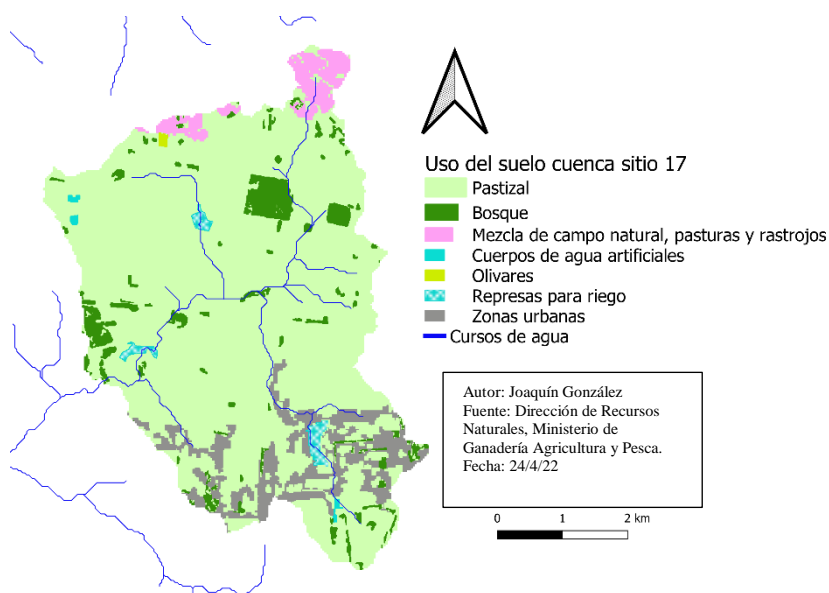 Uso del suelo cuenca sitio 17
Pastizal
Bosque
Mezcla de campo natural, pasturas y rastrojos
Cuerpos de agua artificiales
Olivares
Represas para riego
Zonas urbanas
Cursos de agua
Autor: Joaquín González
Fuente: Dirección de Recursos
Naturales, Ministerio de
Ganadería Agricultura y Pesca.
Fecha: 24/4/22
0 1 2 km